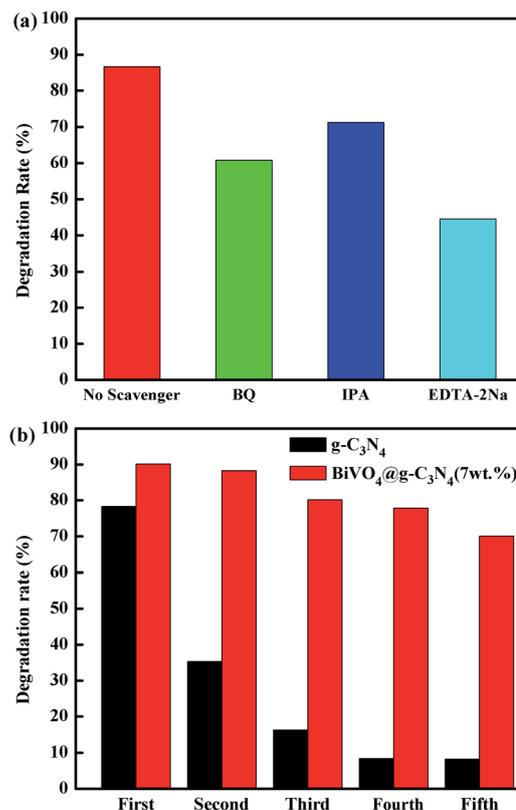 (a)
Degradation Rate (%)
100
90
80
70
60
50
40
30
20
10
0
No Scavenger BQ IPA EDTA-2Na
(b)
Degradation rate (%)
100
90
80
70
60
50
40
30
20
10
0
g-C₃N₄
BiVO₄@g-C₃N₄(7wt.%)
First Second Third Fourth Fifth